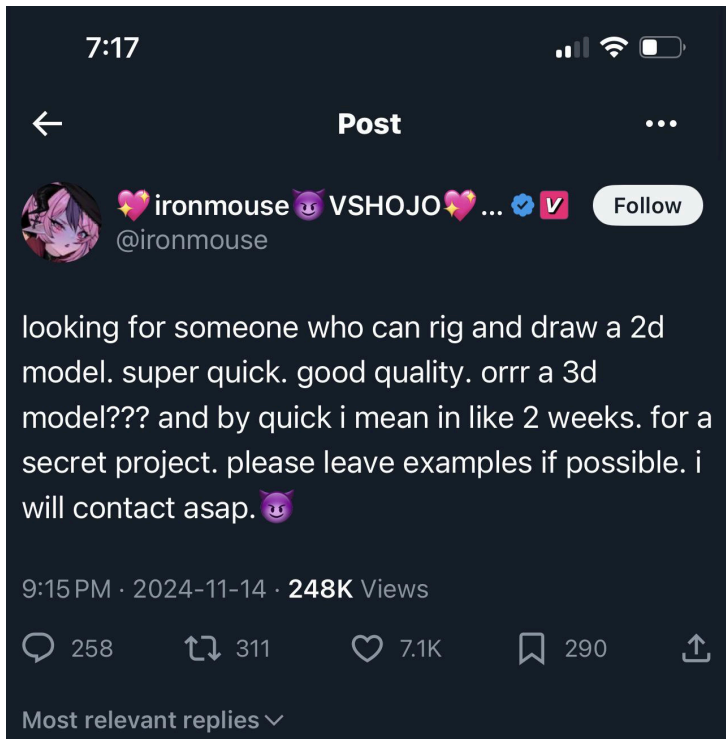 7:17
Post
💖ironmouse😈VSHOJO💖... V
Follow
@ironmouse
looking for someone who can rig and draw a 2d
model. super quick. good quality. orrr a 3d
model??? and by quick i mean in like 2 weeks. for a
secret project. please leave examples if possible. i
will contact asap.😈
9:15 PM · 2024-11-14 · 248K Views
258 311 7.1K 290
Most relevant replies